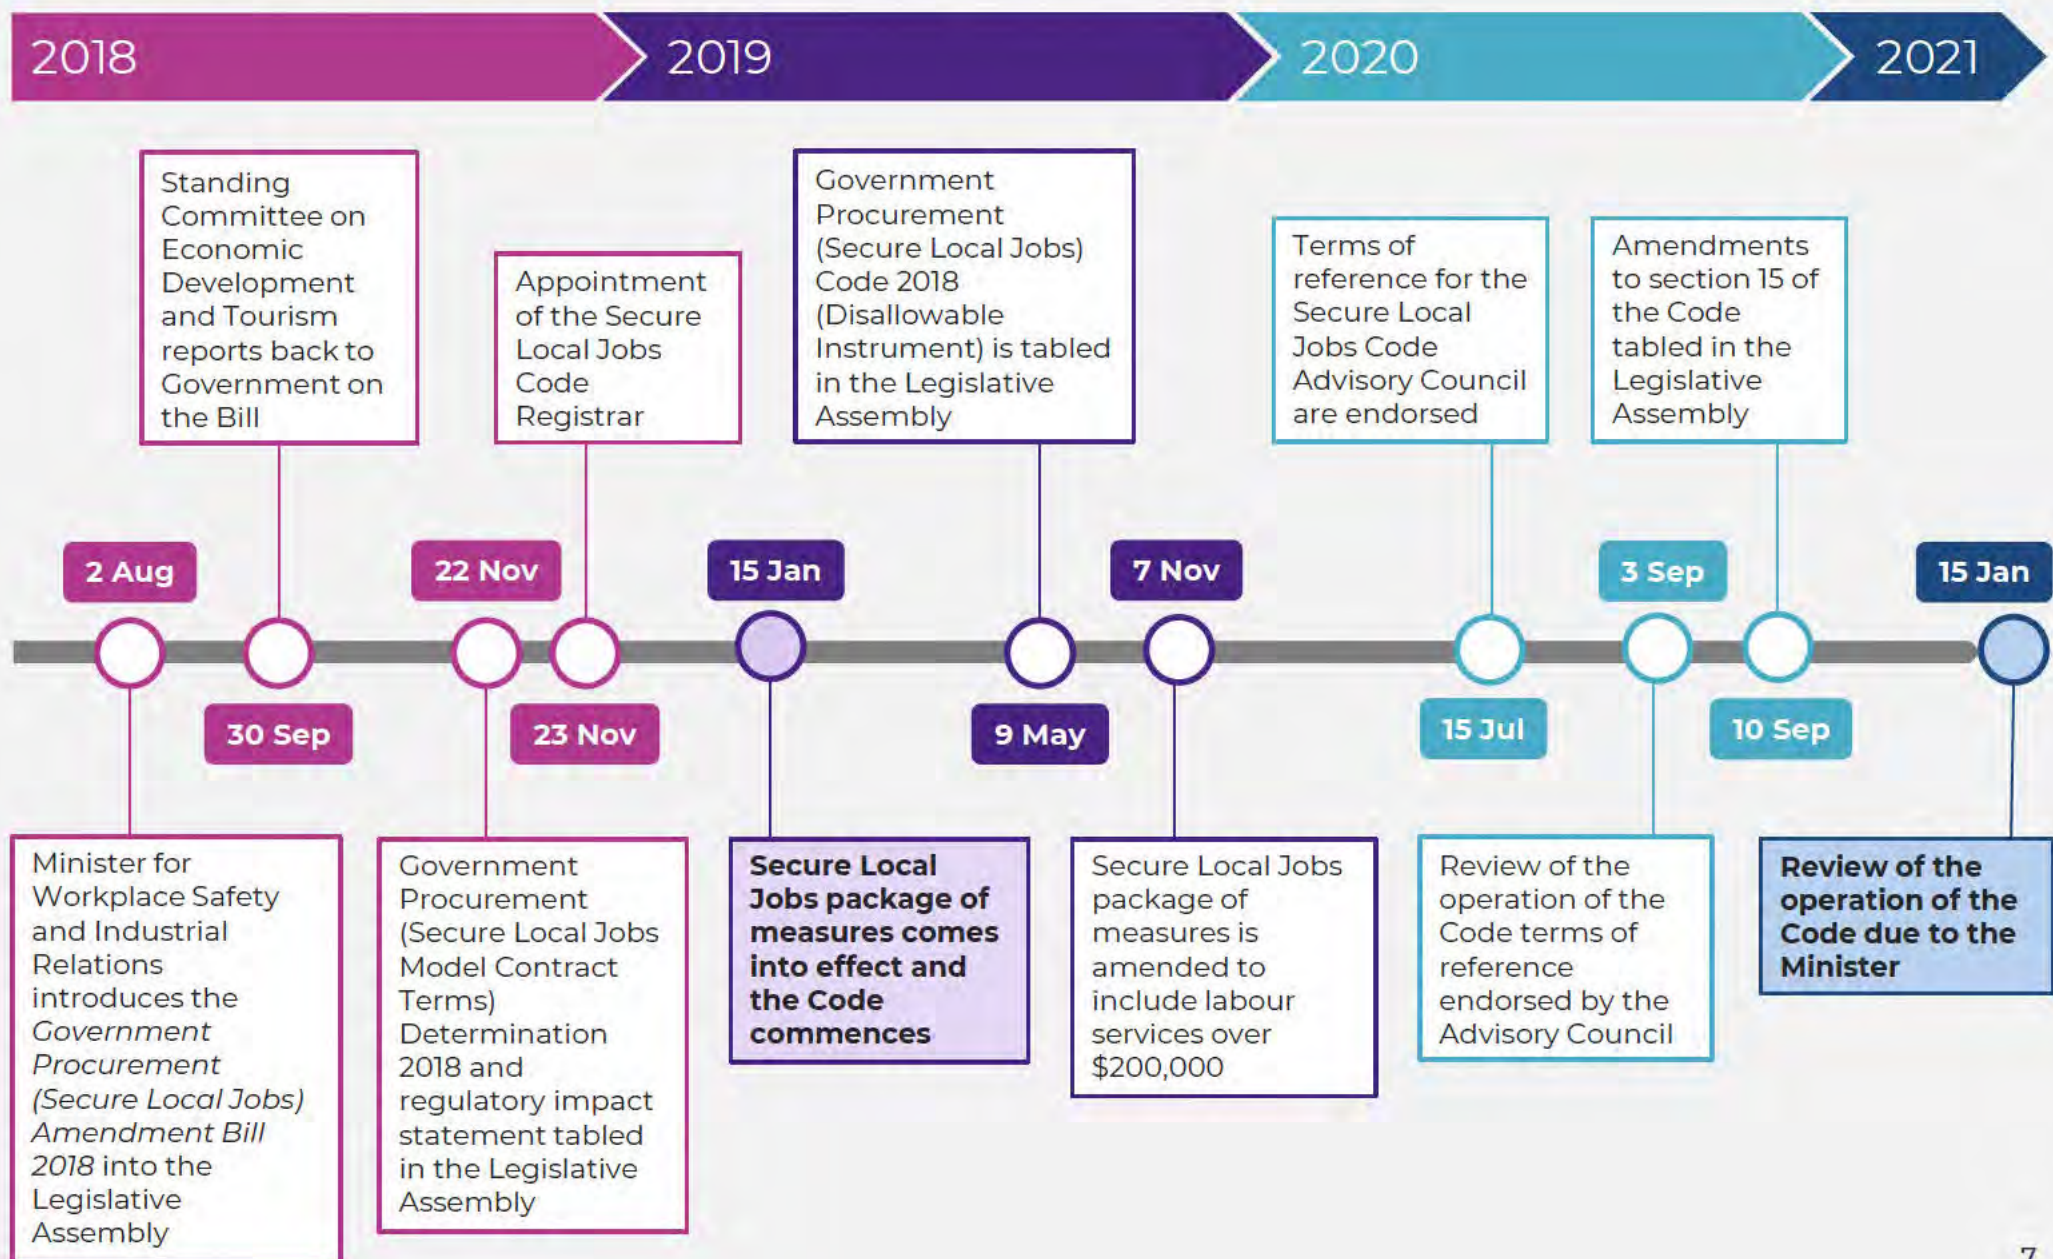 2018
2019
2020
2021
Standing
Committee on
Economic
Development
and Tourism
reports back to
Government on
the Bill
Appointment
of the Secure
Local Jobs
Code
Registrar
Government
Procurement
(Secure Local Jobs)
Code 2018
(Disallowable
Instrument) is tabled
in the Legislative
Assembly
Terms of
reference for the
Secure Local
Jobs Code
Advisory Council
are endorsed
Amendments
to section 15 of
the Code
tabled in the
Legislative
Assembly
2 Aug
22 Nov
15 Jan
7 Nov
3 Sep
15 Jan
30 Sep
23 Nov
9 May
15 Jul
10 Sep
Minister for
Workplace Safety
and Industrial
Relations
introduces the
Government
Procurement
(Secure Local Jobs)
Amendment Bill
2018 into the
Legislative
Assembly
Government
Procurement
(Secure Local Jobs
Model Contract
Terms)
Determination
2018 and
regulatory impact
statement tabled
in the Legislative
Assembly
Secure Local
Jobs package of
measures comes
into effect and
the Code
commences
Secure Local Jobs
package of
measures is
amended to
include labour
services over
$200,000
Review of the
operation of the
Code terms of
reference
endorsed by the
Advisory Council
Review of the
operation of the
Code due to the
Minister
7